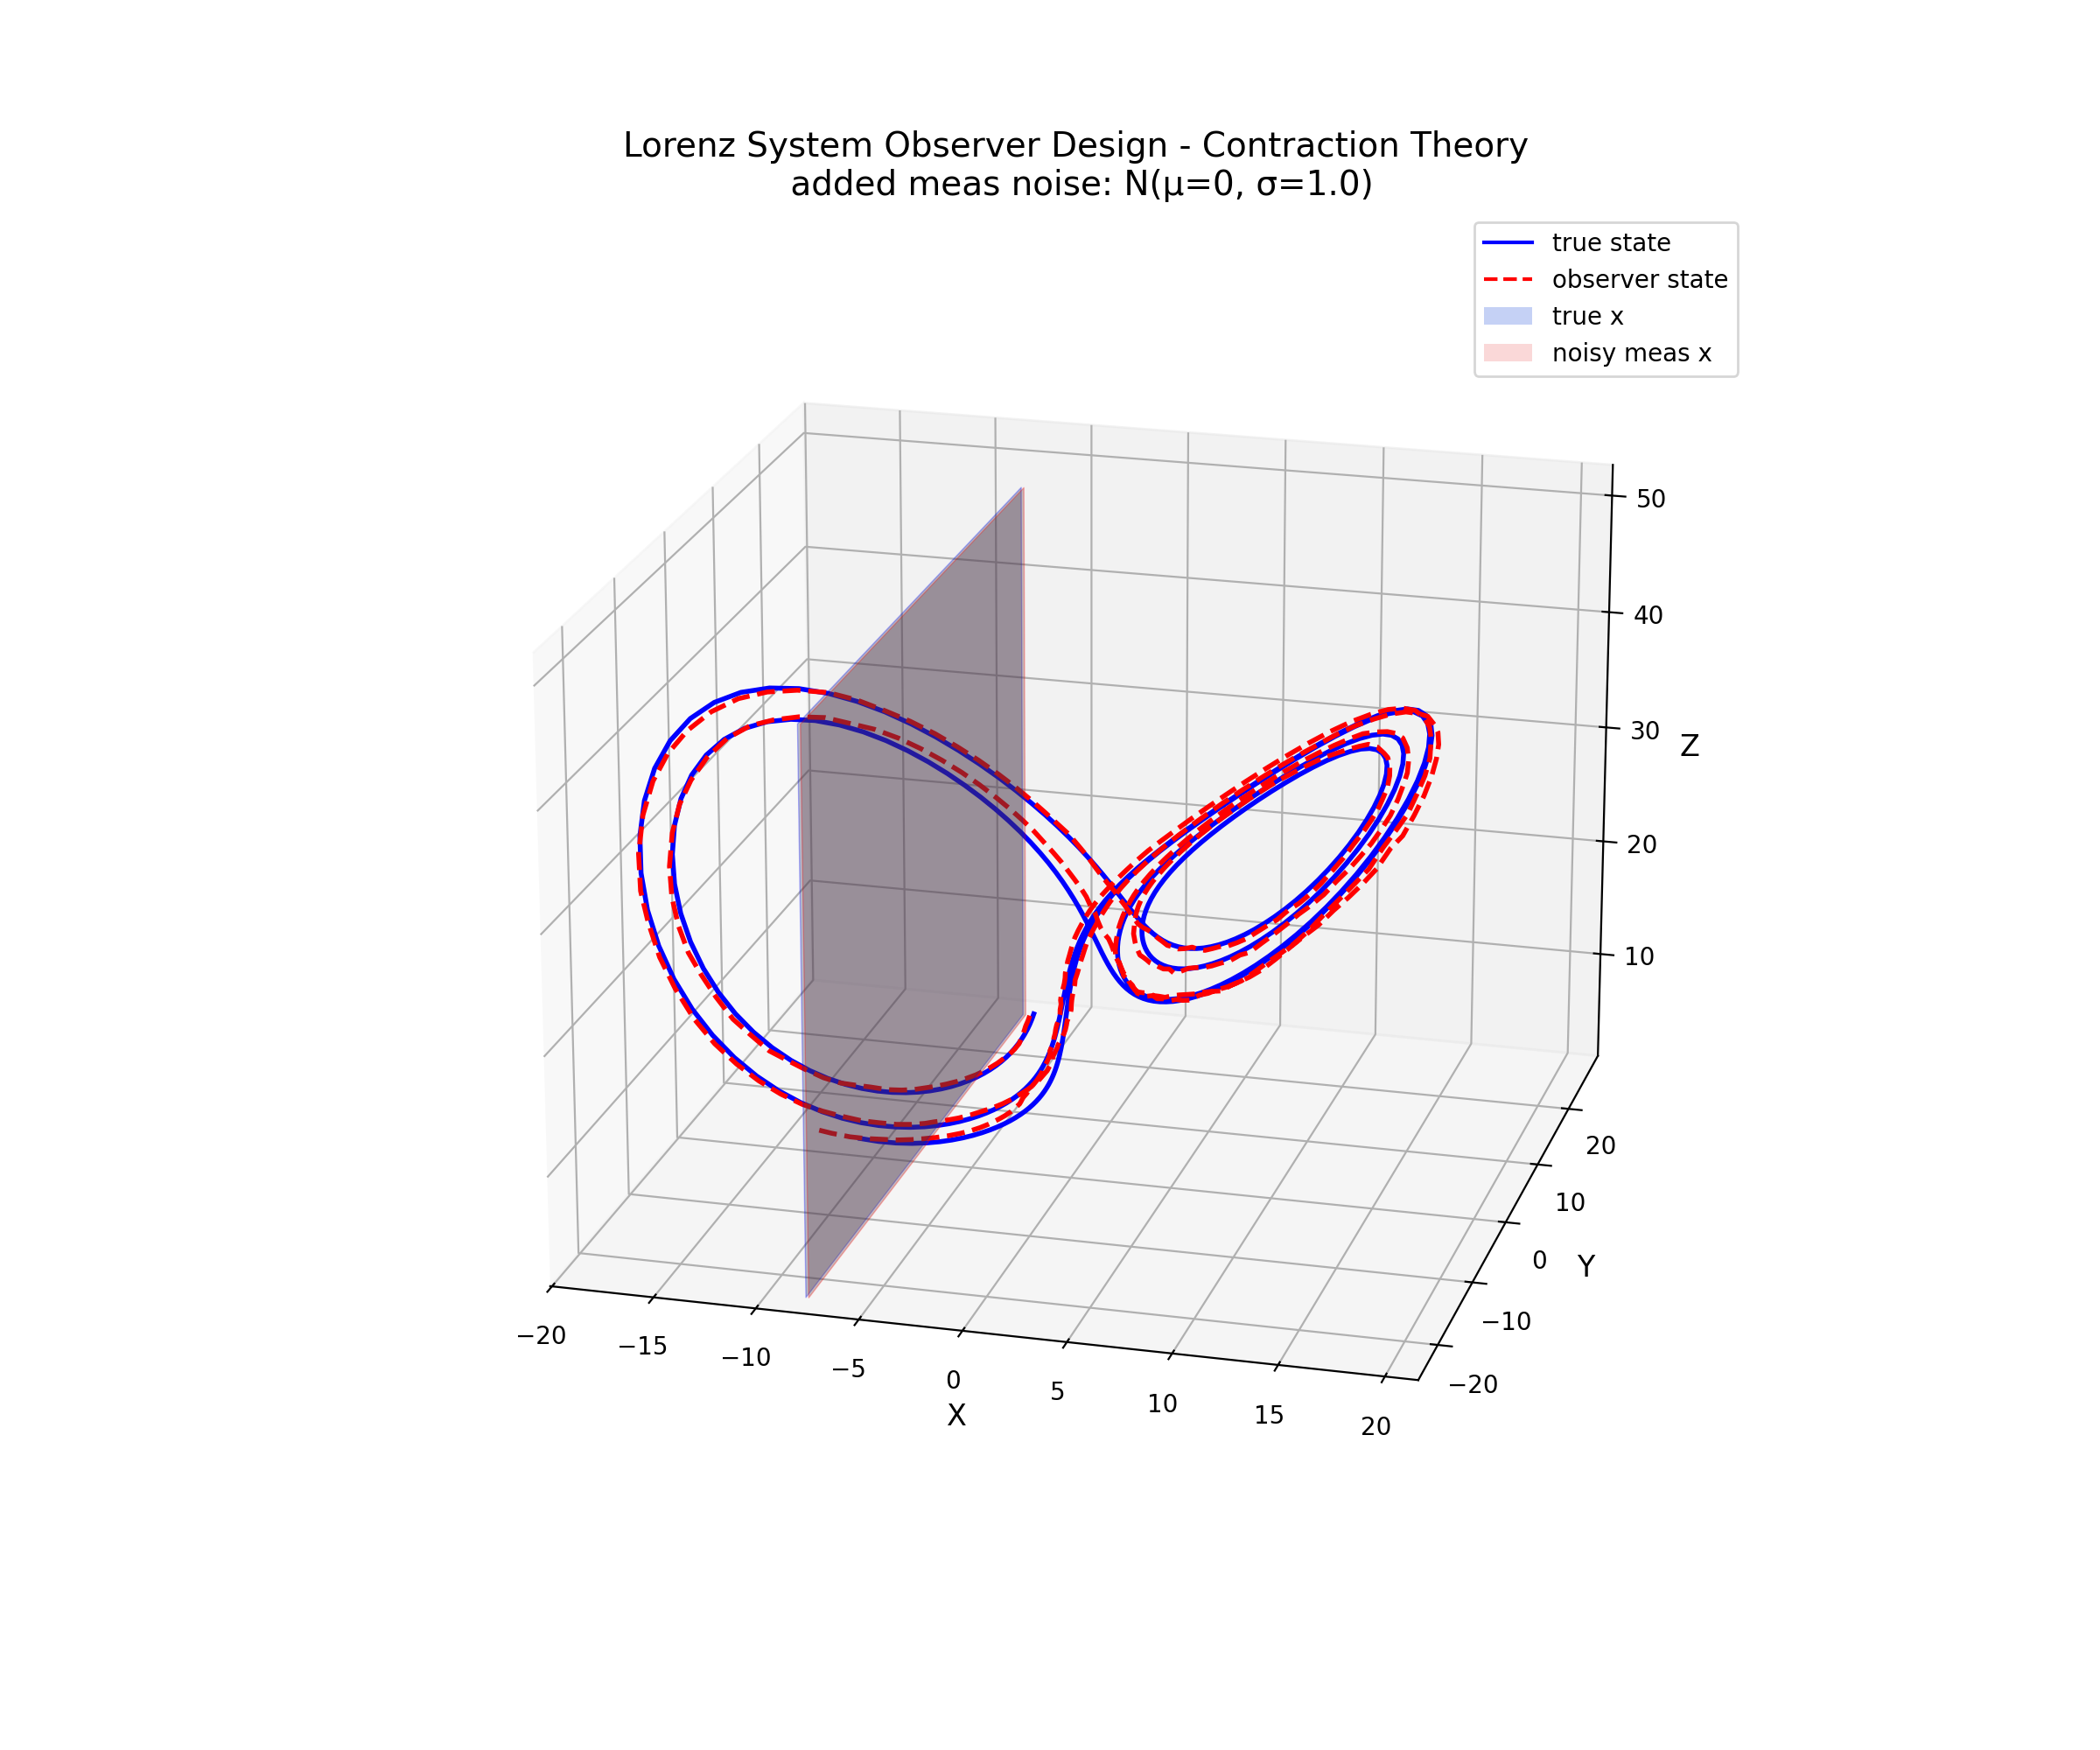 Lorenz System Observer Design - Contraction Theory
added meas noise: N(μ=0, σ=1.0)
true state
observer state
true x
noisy meas x
50
40
30
Z
20
10
20
10
0
Y
−10
−20
−20
−15
−10
−5
0
5
10
15
20
X